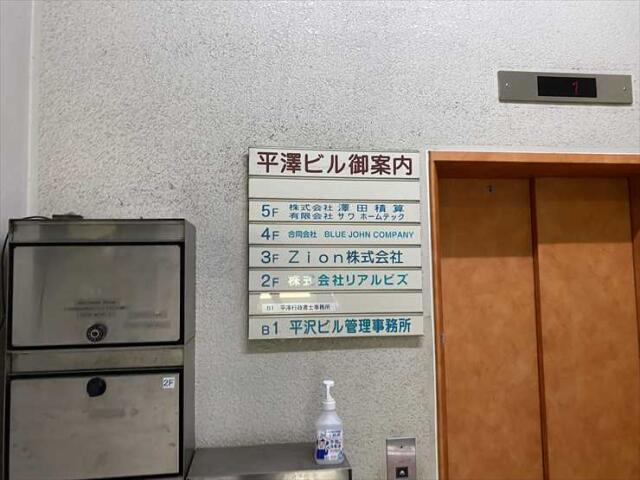 平澤ビル御案内
5F 株式会社 澤田積算
有限会社 サワ ホームテック
4F 合同会社 BLUE JOHN COMPANY
3F Zion株式会社
2F 株式会社リアルビズ
B1 平澤行政書士事務所
B1 平沢ビル管理事務所
2F
1